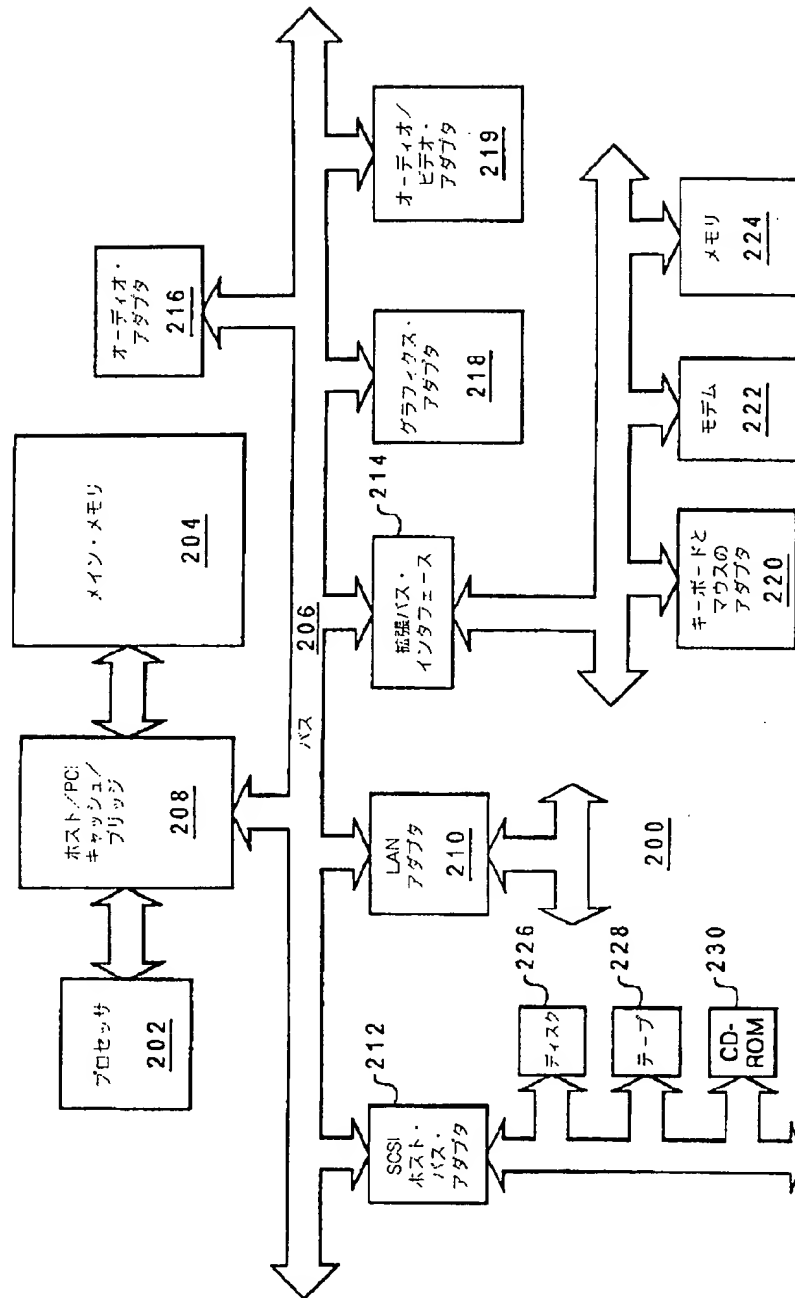 プロセッサ
202
ホスト／PCI
キャッシュ／
ブリッジ
208
メイン・メモリ
204
オーディオ・
アダプタ
216
バス
206
SCSI
ホスト・
バス・
アダプタ
212
LAN
アダプタ
210
拡張バス・
インタフェース
214
グラフィクス・
アダプタ
218
オーディオ／
ビデオ・
アダプタ
219
200
ディスク
226
テープ
228
CD-
ROM
230
キーボードと
マウスの
アダプタ
220
モデム
222
メモリ
224